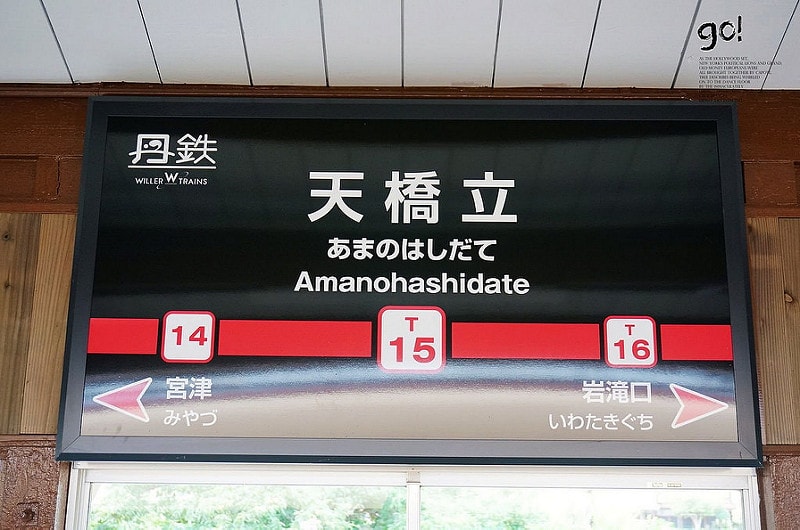 go!
丹鉄
WILLER TRAINS
天橋立
あまのはしだて
Amanohashidate
14
T
15
T
16
宮津
みやづ
岩滝口
いわたきぐち